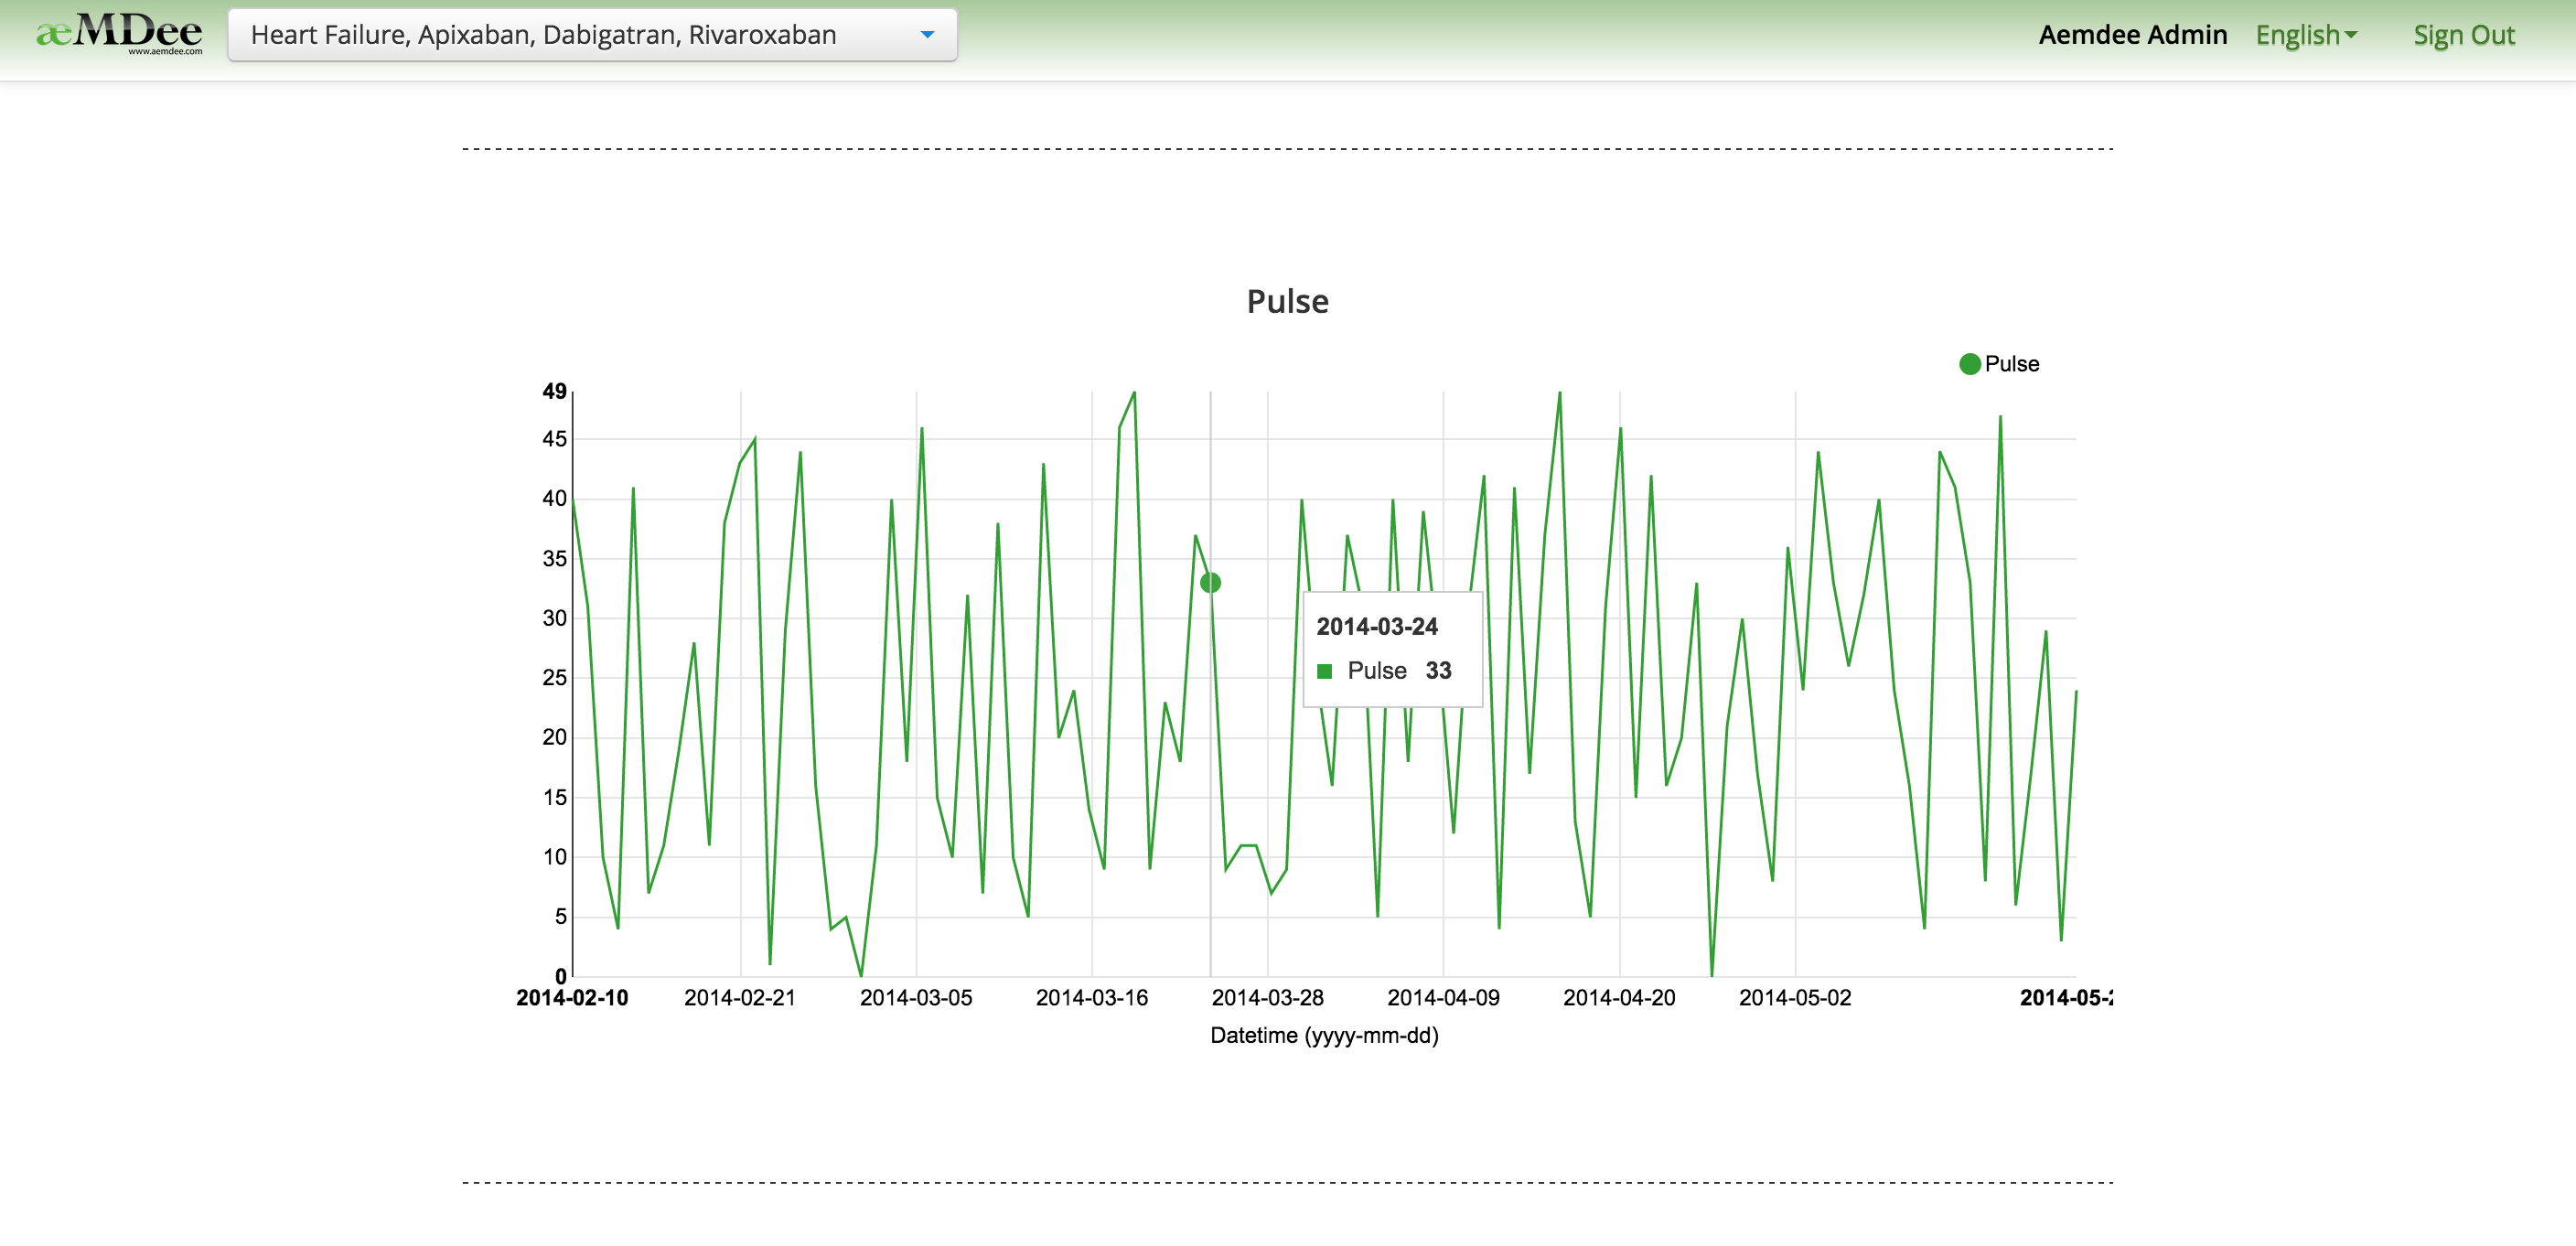 æMDee
www.aemdee.com
Heart Failure, Apixaban, Dabigatran, Rivaroxaban
Aemdee Admin
English
Sign Out
Pulse
Pulse
49
45
40
35
30
25
20
15
10
5
0
2014-03-24
Pulse 33
2014-02-10 2014-02-21 2014-03-05 2014-03-16 2014-03-28 2014-04-09 2014-04-20 2014-05-02 2014-05-
Datetime (yyyy-mm-dd)